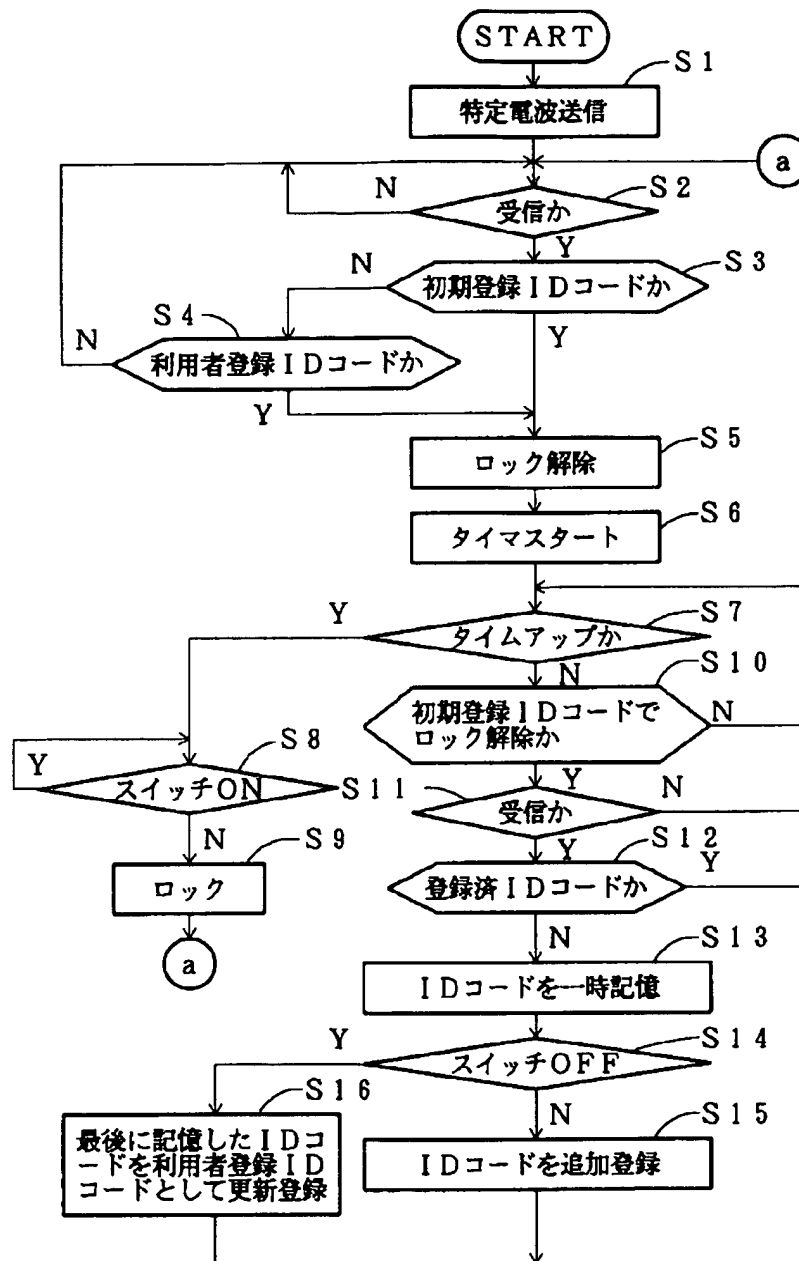 START
S1
特定電波送信
a
N
S2
受信か
Y
N
S3
初期登録IDコードか
S4
N
利用者登録IDコードか
Y
Y
S5
ロック解除
S6
タイマスタート
Y
S7
タイムアップか
N
S10
初期登録IDコードで
ロック解除か
N
S8
Y
スイッチON
S11
Y
受信か
N
N
S9
Y
S12
ロック
登録済IDコードか
Y
a
N
S13
IDコードを一時記憶
Y
S14
スイッチOFF
S16
N
S15
最後に記憶したIDコ
ードを利用者登録ID
コードとして更新登録
IDコードを追加登録